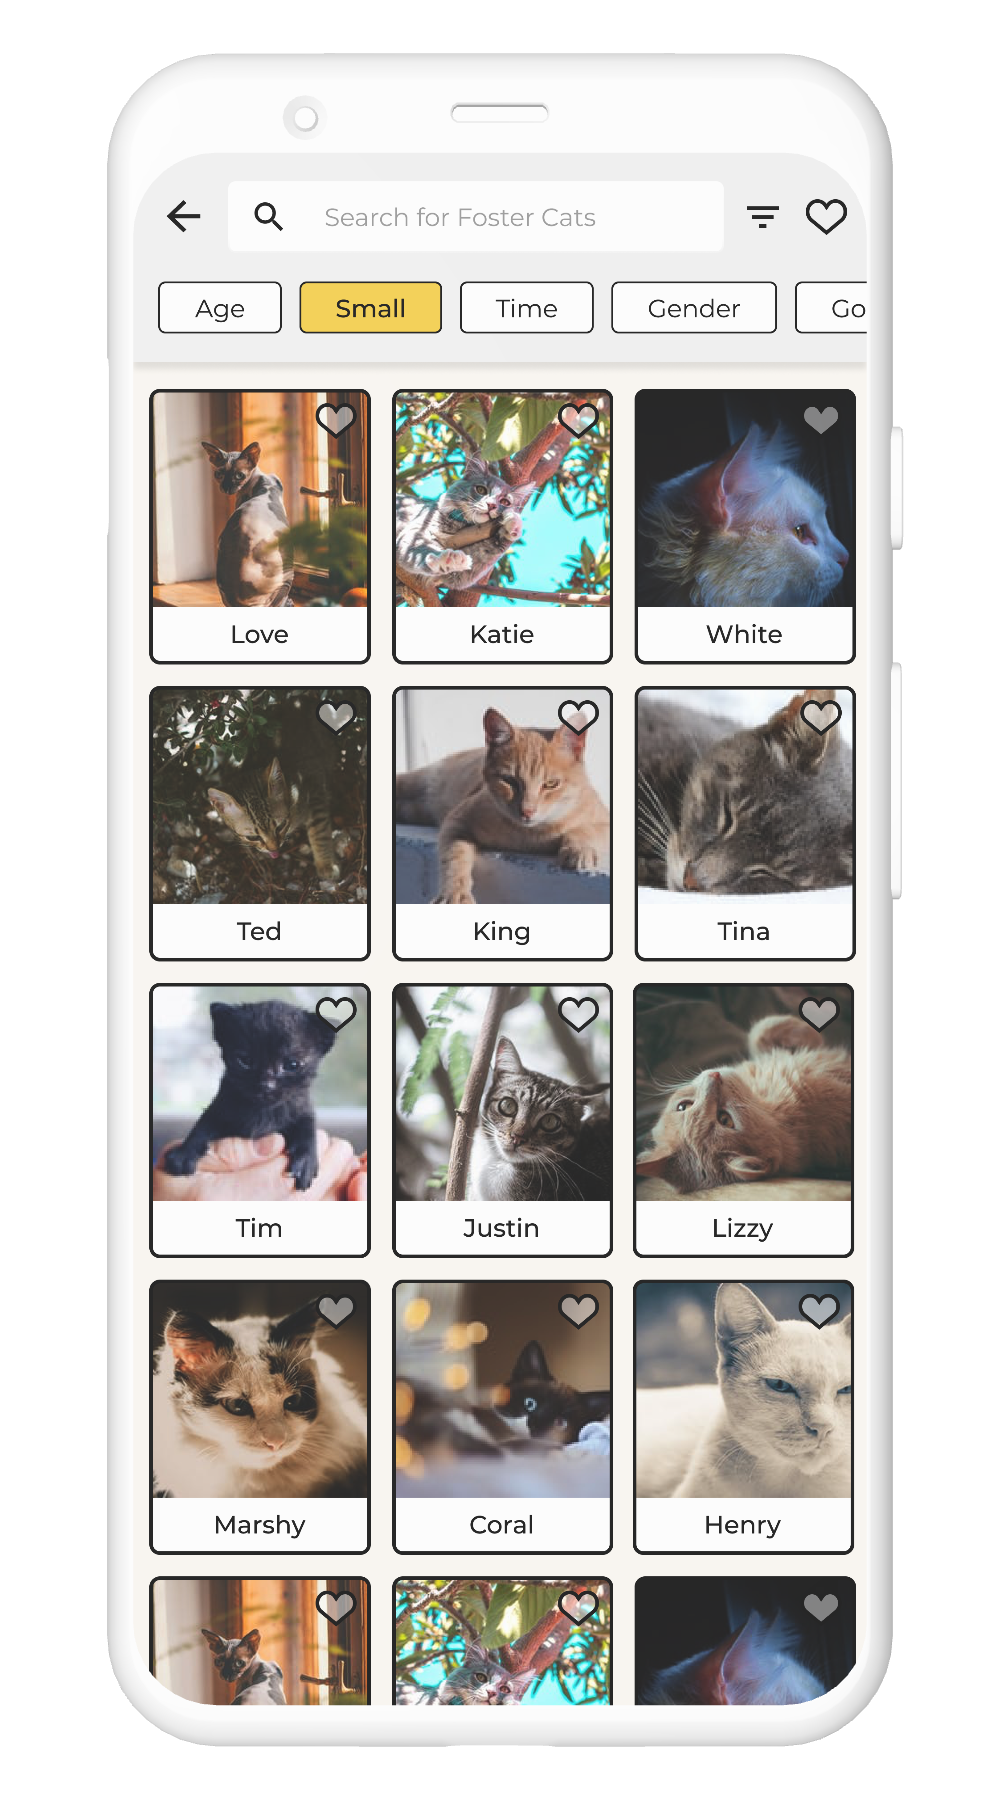 Search for Foster Cats
Age
Small
Time
Gender
Go
Love
Katie
White
Ted
King
Tina
Tim
Justin
Lizzy
Marshy
Coral
Henry